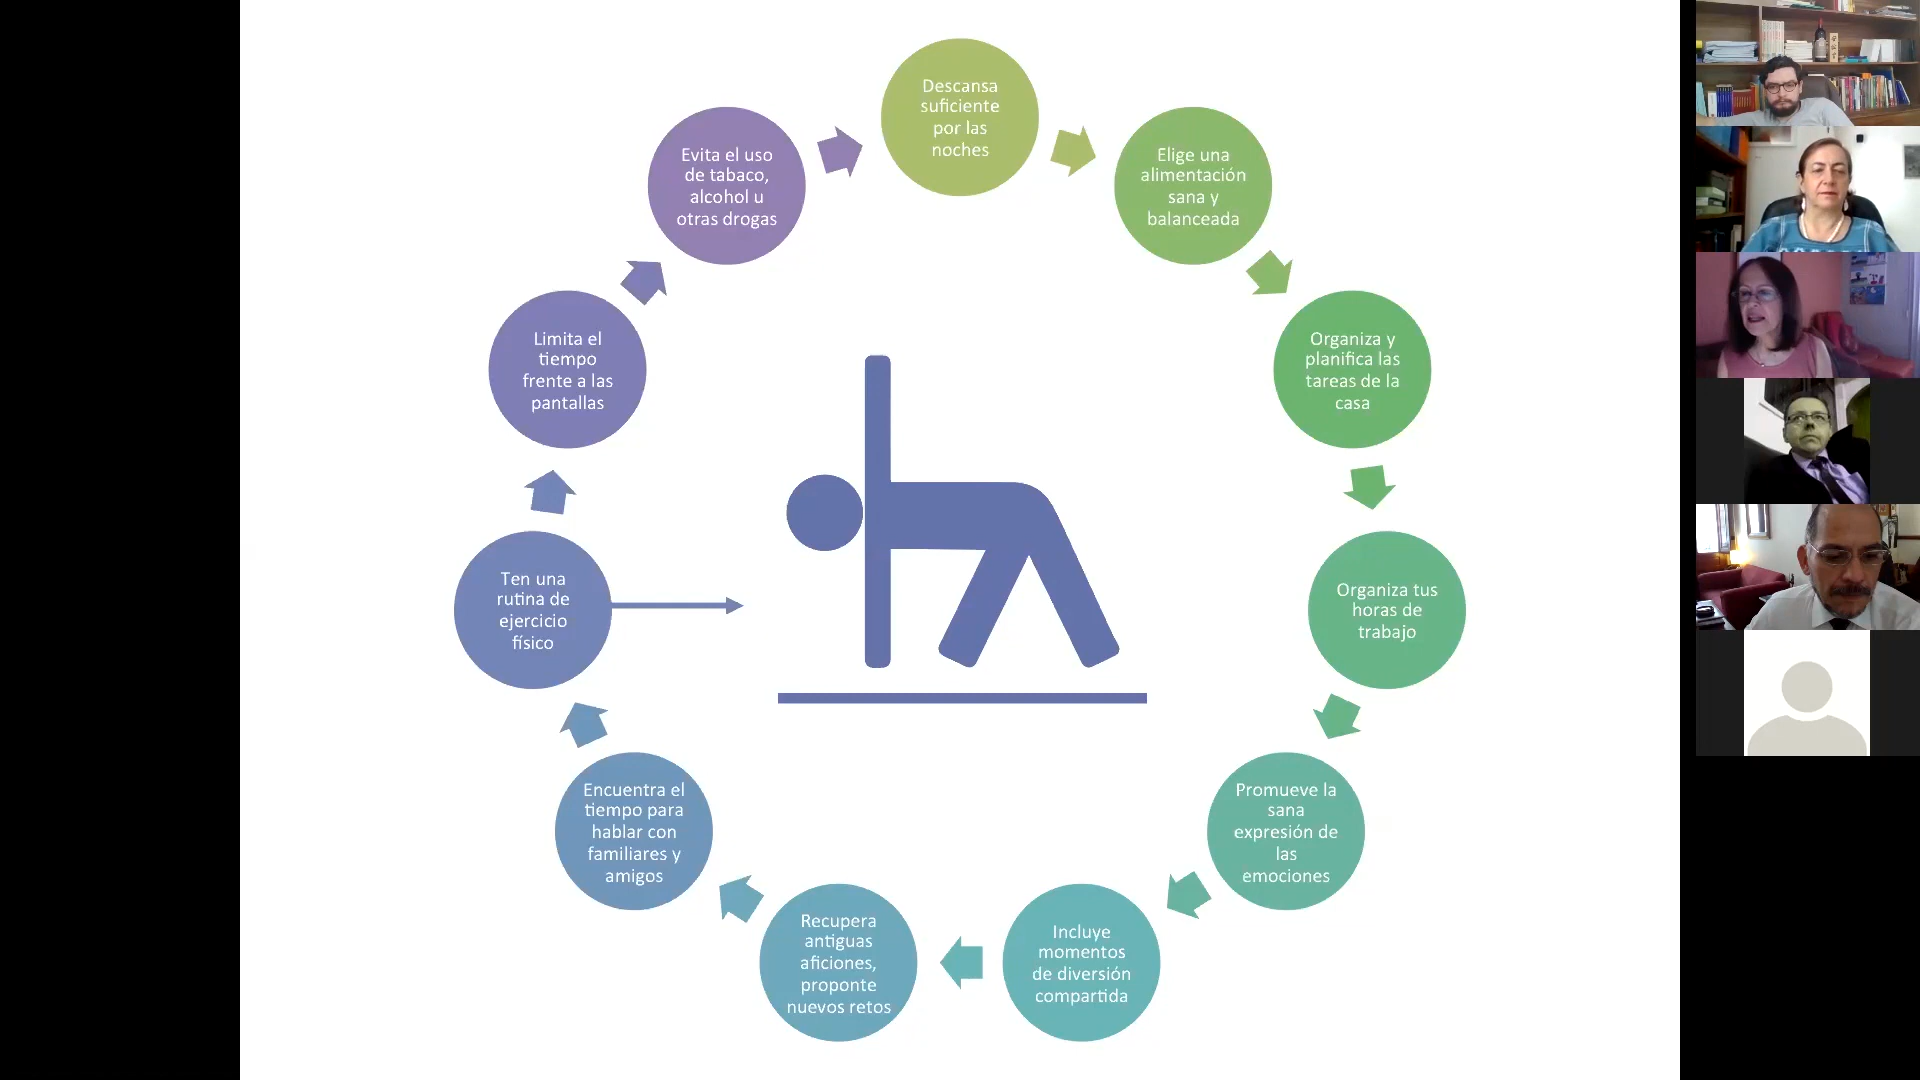 Descansa
suficiente
por las
noches
Elige una
alimentación
sana y
balanceada
Organiza y
planifica las
tareas de la
casa
Organiza tus
horas de
trabajo
Promueve la
sana
expresión de
las
emociones
Incluye
momentos
de diversión
compartida
Recupera
antiguas
aficiones,
proponte
nuevos retos
Encuentra el
tiempo para
hablar con
familiares y
amigos
Ten una
rutina de
ejercicio
físico
Limita el
tiempo
frente a las
pantallas
Evita el uso
de tabaco,
alcohol u
otras drogas